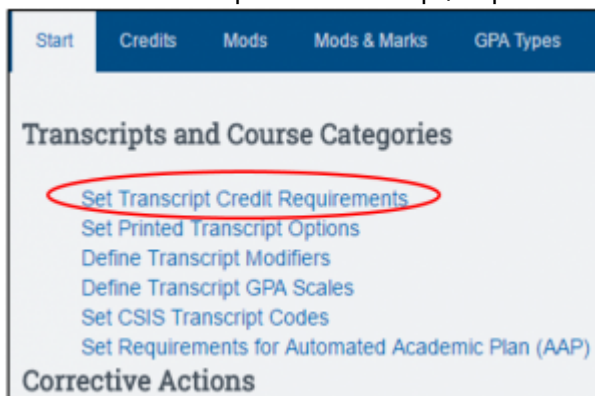 Start Credits Mods Mods & Marks GPA Types
Transcripts and Course Categories
Set Transcript Credit Requirements
Set Printed Transcript Options
Define Transcript Modifiers
Define Transcript GPA Scales
Set CSIS Transcript Codes
Set Requirements for Automated Academic Plan (AAP)
Corrective Actions